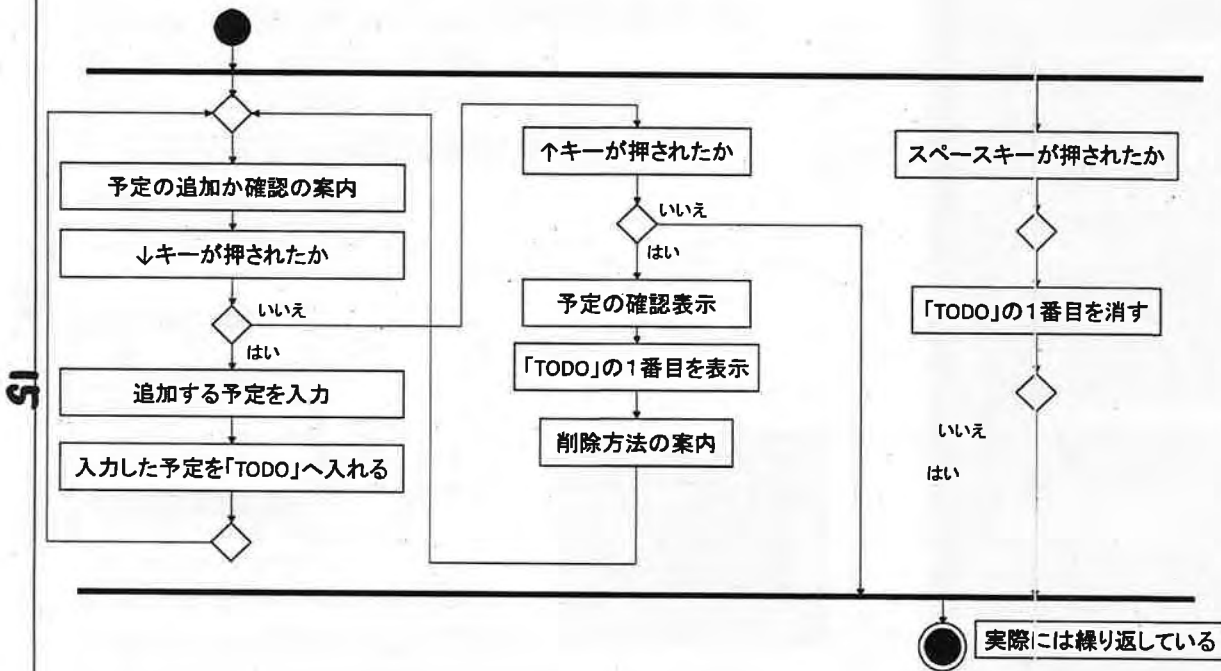 予定の追加か確認の案内
↓キーが押されたか
いいえ
はい
追加する予定を入力
入力した予定を「TODO」へ入れる
↑キーが押されたか
いいえ
はい
予定の確認表示
「TODO」の1番目を表示
削除方法の案内
スペースキーが押されたか
「TODO」の1番目を消す
いいえ
はい
実際には繰り返している
15